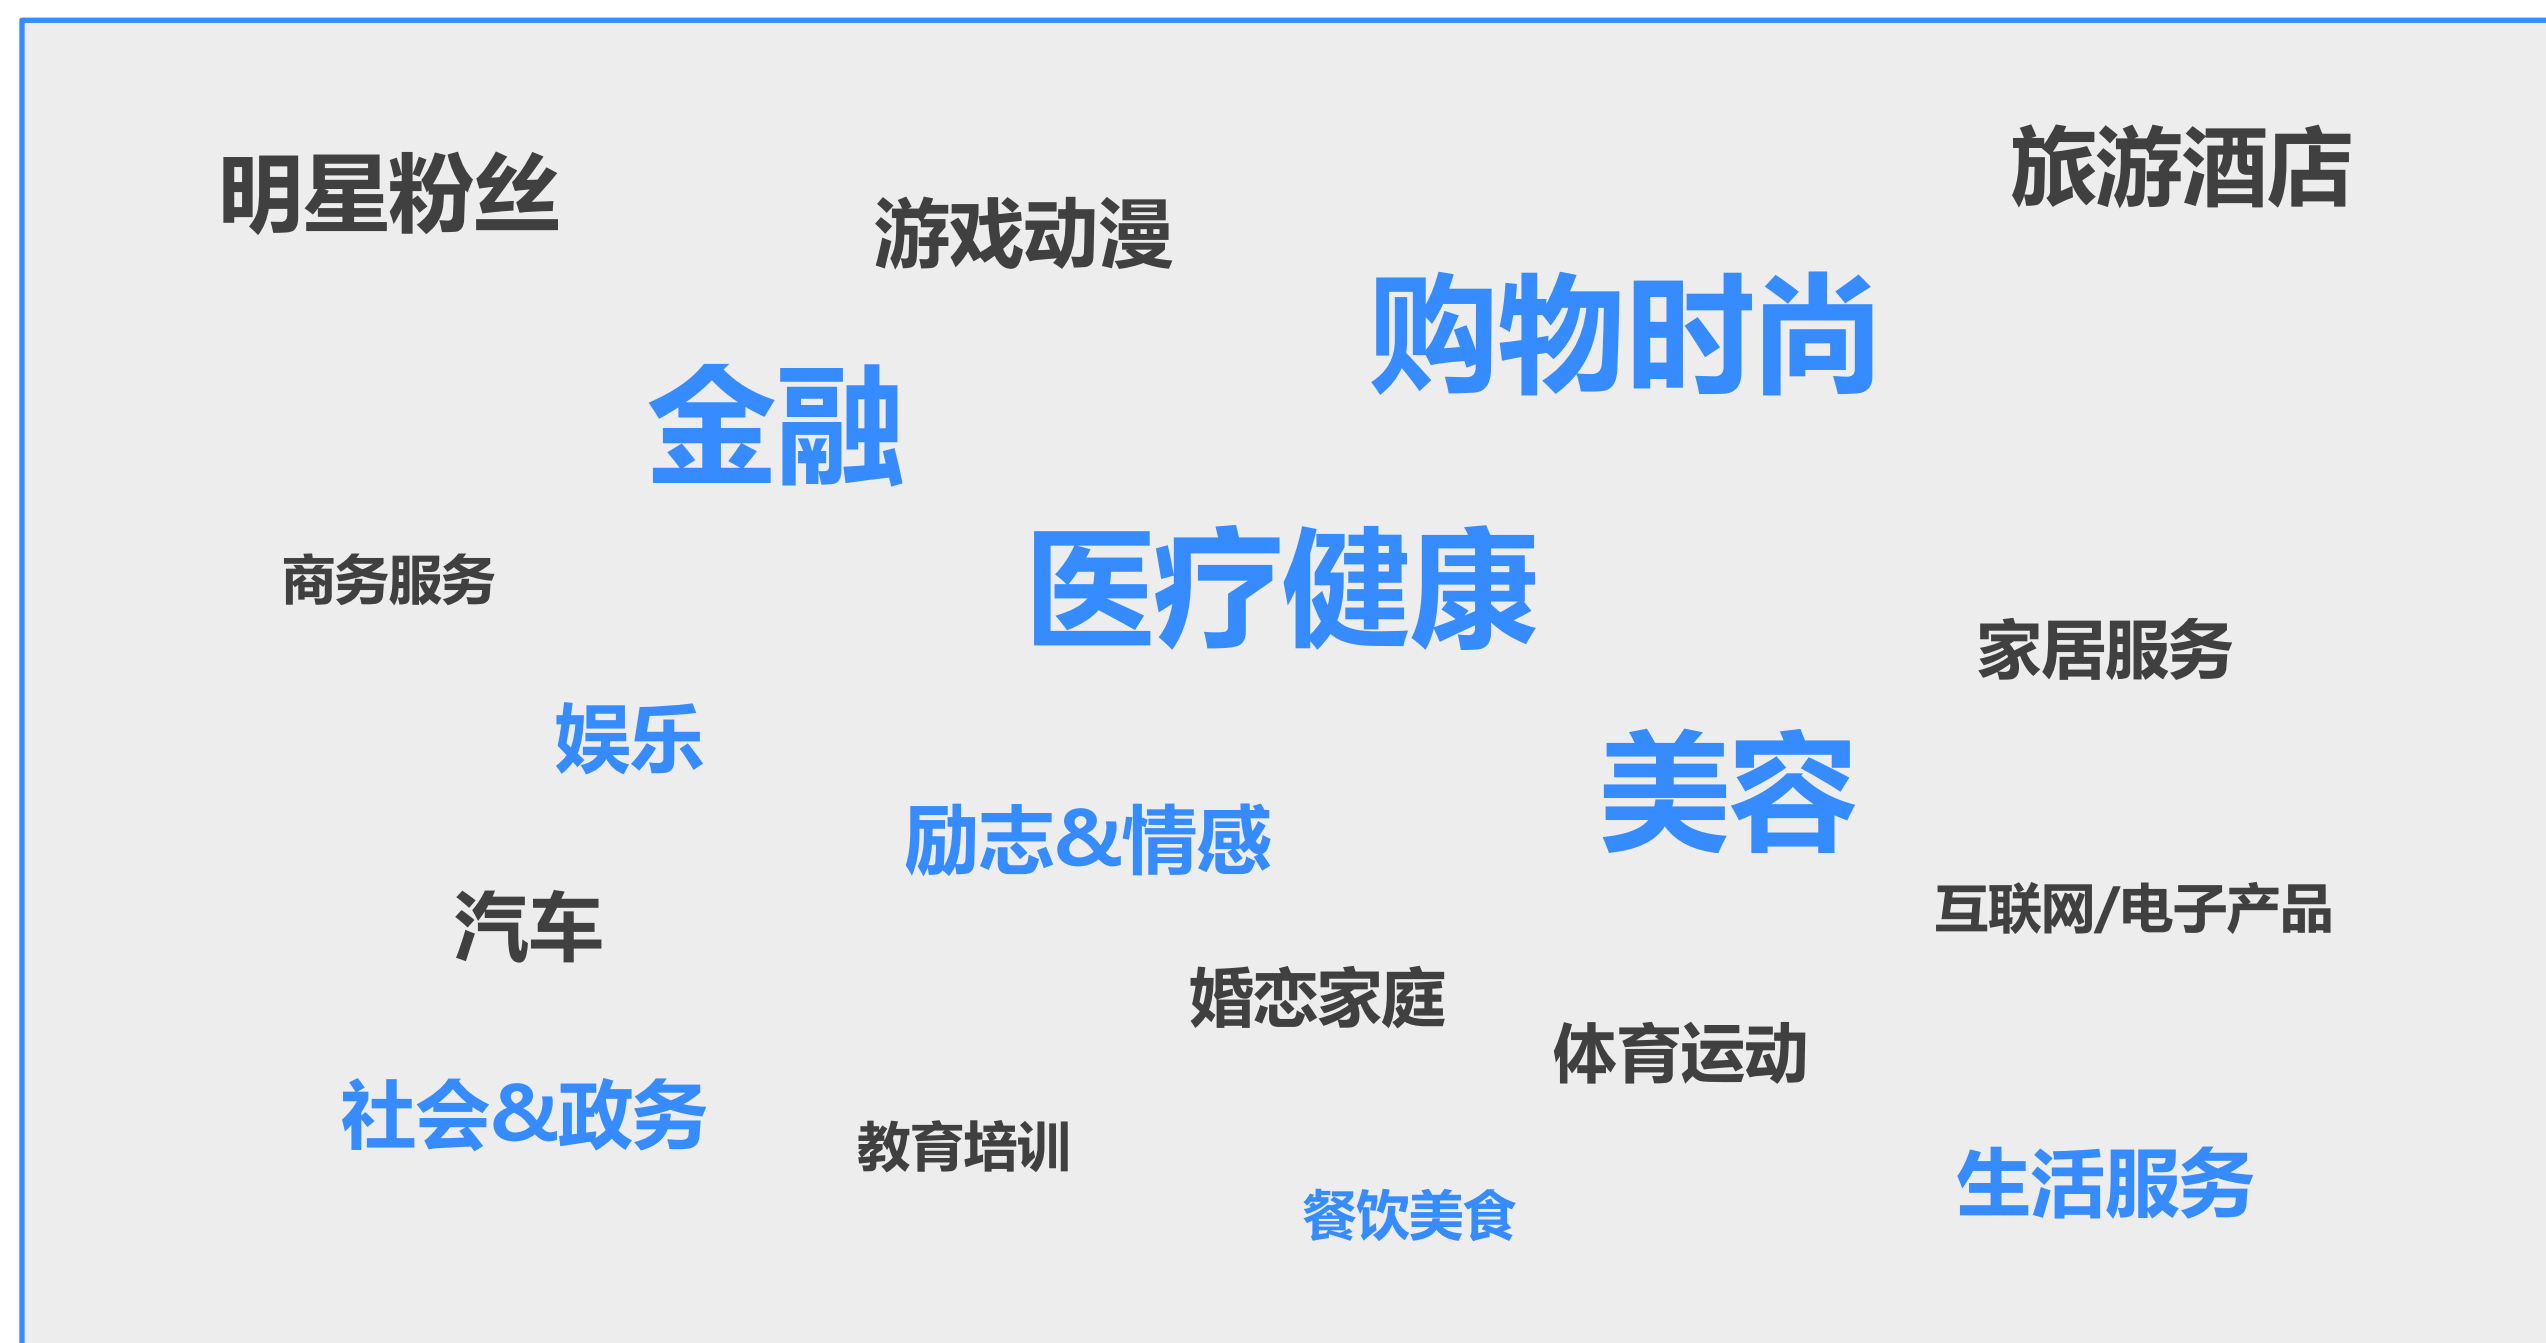 旅游酒店
明星粉丝
游戏动漫
购物时尚
金融
商务服务
医疗健康
家居服务
娱乐
美容
励志&情感
汽车
互联网/电子产品
婚恋家庭
体育运动
社会&政务
教育培训
生活服务
餐饮美食